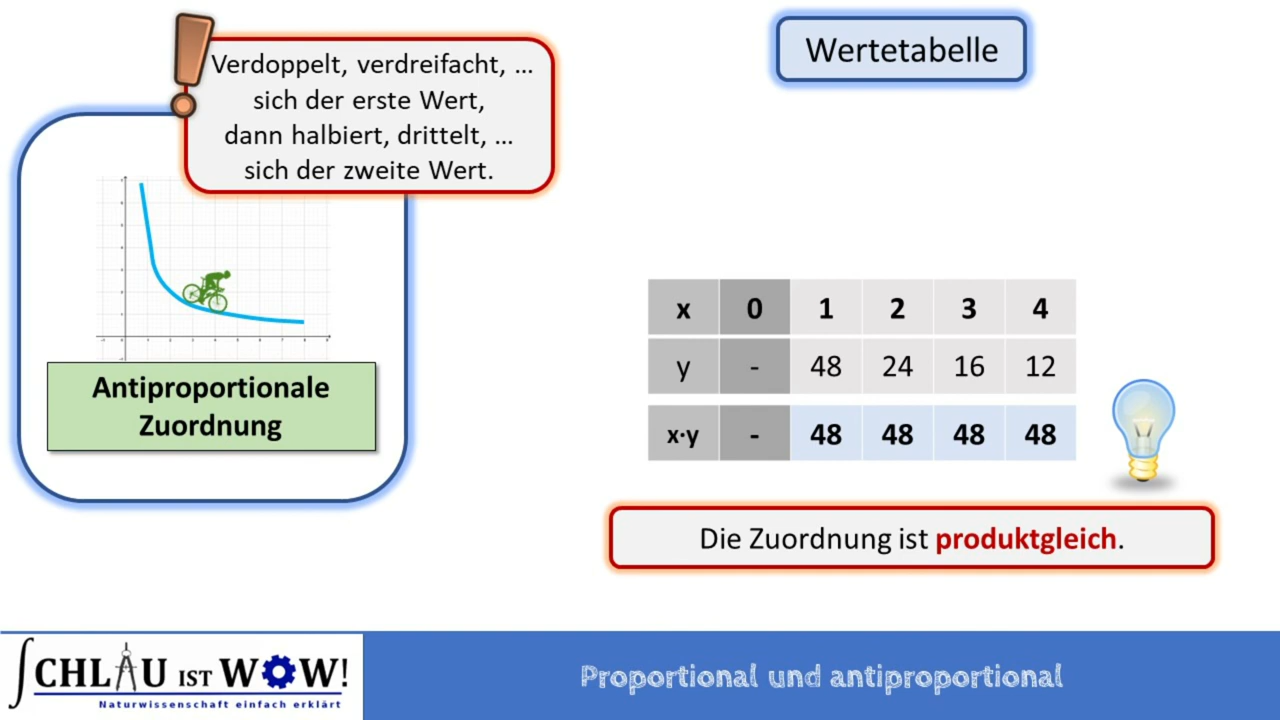 Verdoppelt, verdreifacht, ...
sich der erste Wert,
dann halbiert, drittelt, ...
sich der zweite Wert.
Antiproportionale
Zuordnung
Wertetabelle
x 0 1 2 3 4
y - 48 24 16 12
x·y - 48 48 48 48
Die Zuordnung ist produktgleich.
∫CHLAU IST WOW!
Naturwissenschaft einfach erklärt
Proportional und antiproportional